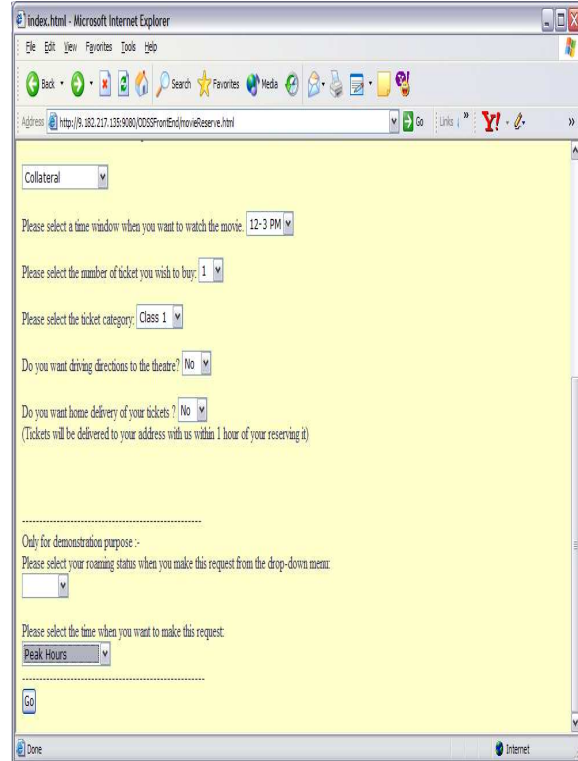 index.html - Microsoft Internet Explorer
File Edit View Favorites Tools Help
Back Search Favorites Media
Address http://9.182.217.135:9080/ODSSFrontEnd/movieReserve.html Go Links » Y! »
Collateral
Please select a time window when you want to watch the movie. 12-3 PM
Please select the number of ticket you wish to buy: 1
Please select the ticket category: Class 1
Do you want driving directions to the theatre? No
Do you want home delivery of your tickets ? No
(Tickets will be delivered to your address with us within 1 hour of your reserving it)
----------------------------------------------------
Only for demonstration purpose :-
Please select your roaming status when you make this request from the drop-down menu:
Please select the time when you want to make this request:
Peak Hours
-----------------------------------------------------
Go
Done Internet